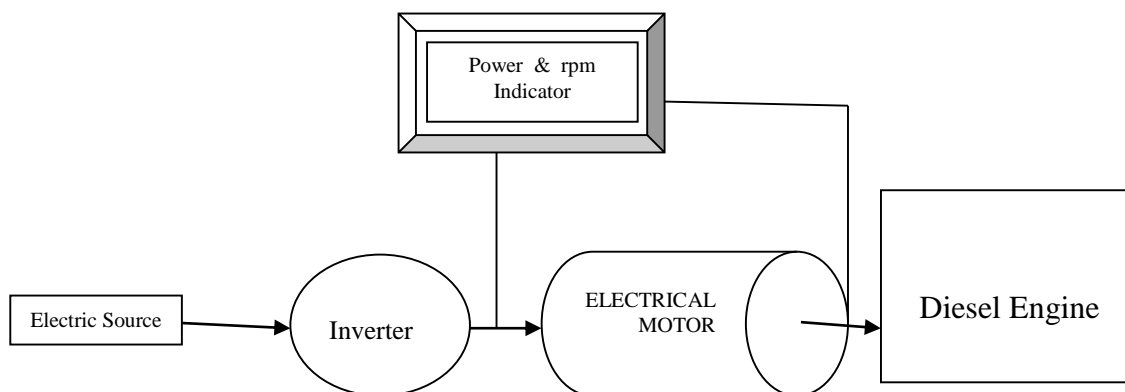 Power & rpm
Indicator
Electric Source
Inverter
ELECTRICAL
MOTOR
Diesel Engine